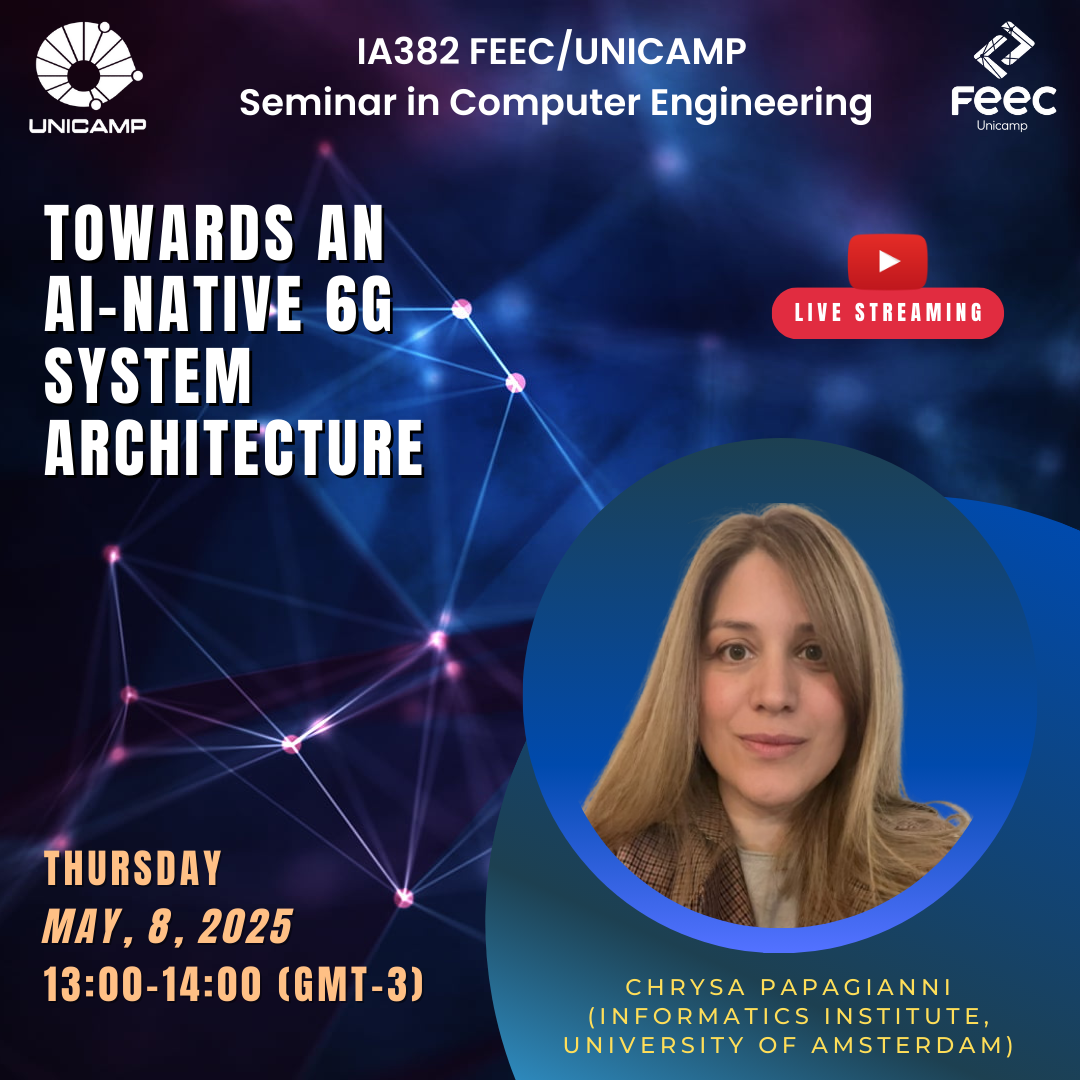 UNICAMP
IA382 FEEC/UNICAMP
Seminar in Computer Engineering
FEEC
Unicamp
TOWARDS AN
AI-NATIVE 6G
SYSTEM
ARCHITECTURE
LIVE STREAMING
THURSDAY
MAY, 8, 2025
13:00-14:00 (GMT-3)
CHRYSA PAPAGIANNI
(INFORMATICS INSTITUTE,
UNIVERSITY OF AMSTERDAM)